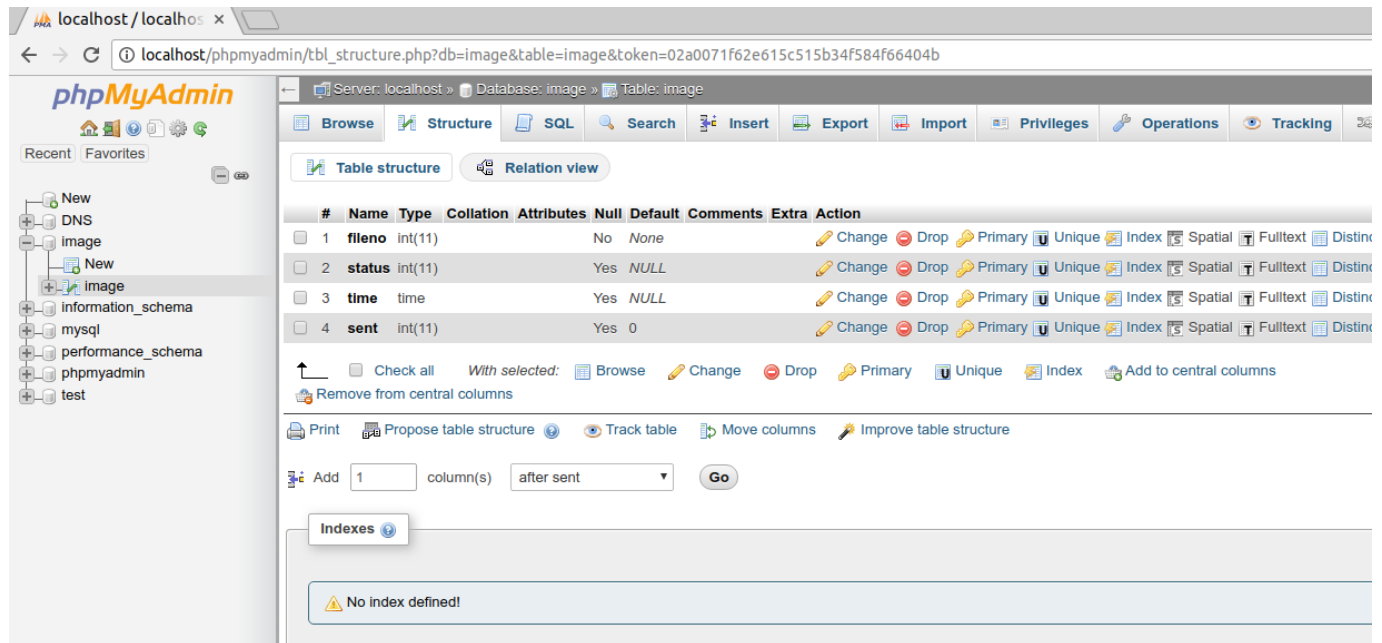 localhost / localhos
localhost/phpmyadmin/tbl_structure.php?db=image&table=image&token=02a0071f62e615c515b34f584f66404b
phpMyAdmin
Recent Favorites
New
DNS
image
New
image
information_schema
mysql
performance_schema
phpmyadmin
test
Server: localhost » Database: image » Table: image
Browse Structure SQL Search Insert Export Import Privileges Operations Tracking
Table structure Relation view
# Name Type Collation Attributes Null Default Comments Extra Action
1 fileno int(11) No None Change Drop Primary Unique Index Spatial Fulltext Distinc
2 status int(11) Yes NULL Change Drop Primary Unique Index Spatial Fulltext Distinc
3 time time Yes NULL Change Drop Primary Unique Index Spatial Fulltext Distinc
4 sent int(11) Yes 0 Change Drop Primary Unique Index Spatial Fulltext Distinc
Check all With selected: Browse Change Drop Primary Unique Index Add to central columns
Remove from central columns
Print Propose table structure Track table Move columns Improve table structure
Add 1 column(s) after sent Go
Indexes
No index defined!